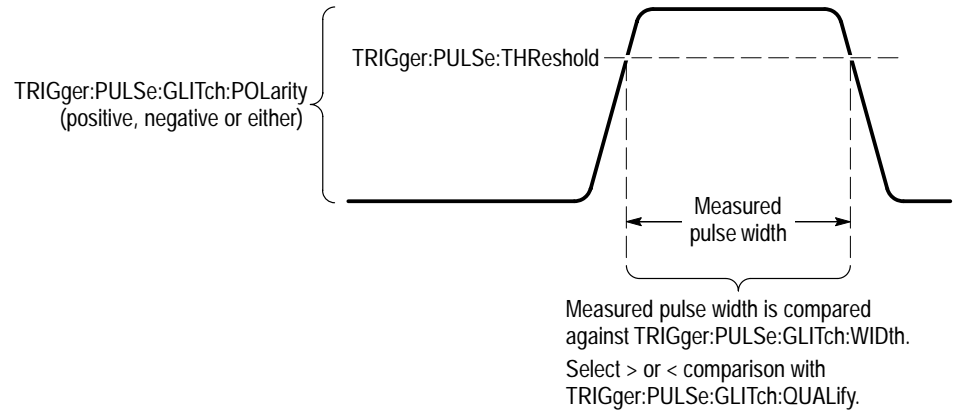 TRIGger:PULSe:THReshold
TRIGger:PULSe:GLITch:POLarity
(positive, negative or either)
Measured
pulse width
Measured pulse width is compared
against TRIGger:PULSe:GLITch:WIDth.
Select > or < comparison with
TRIGger:PULSe:GLITch:QUALify.